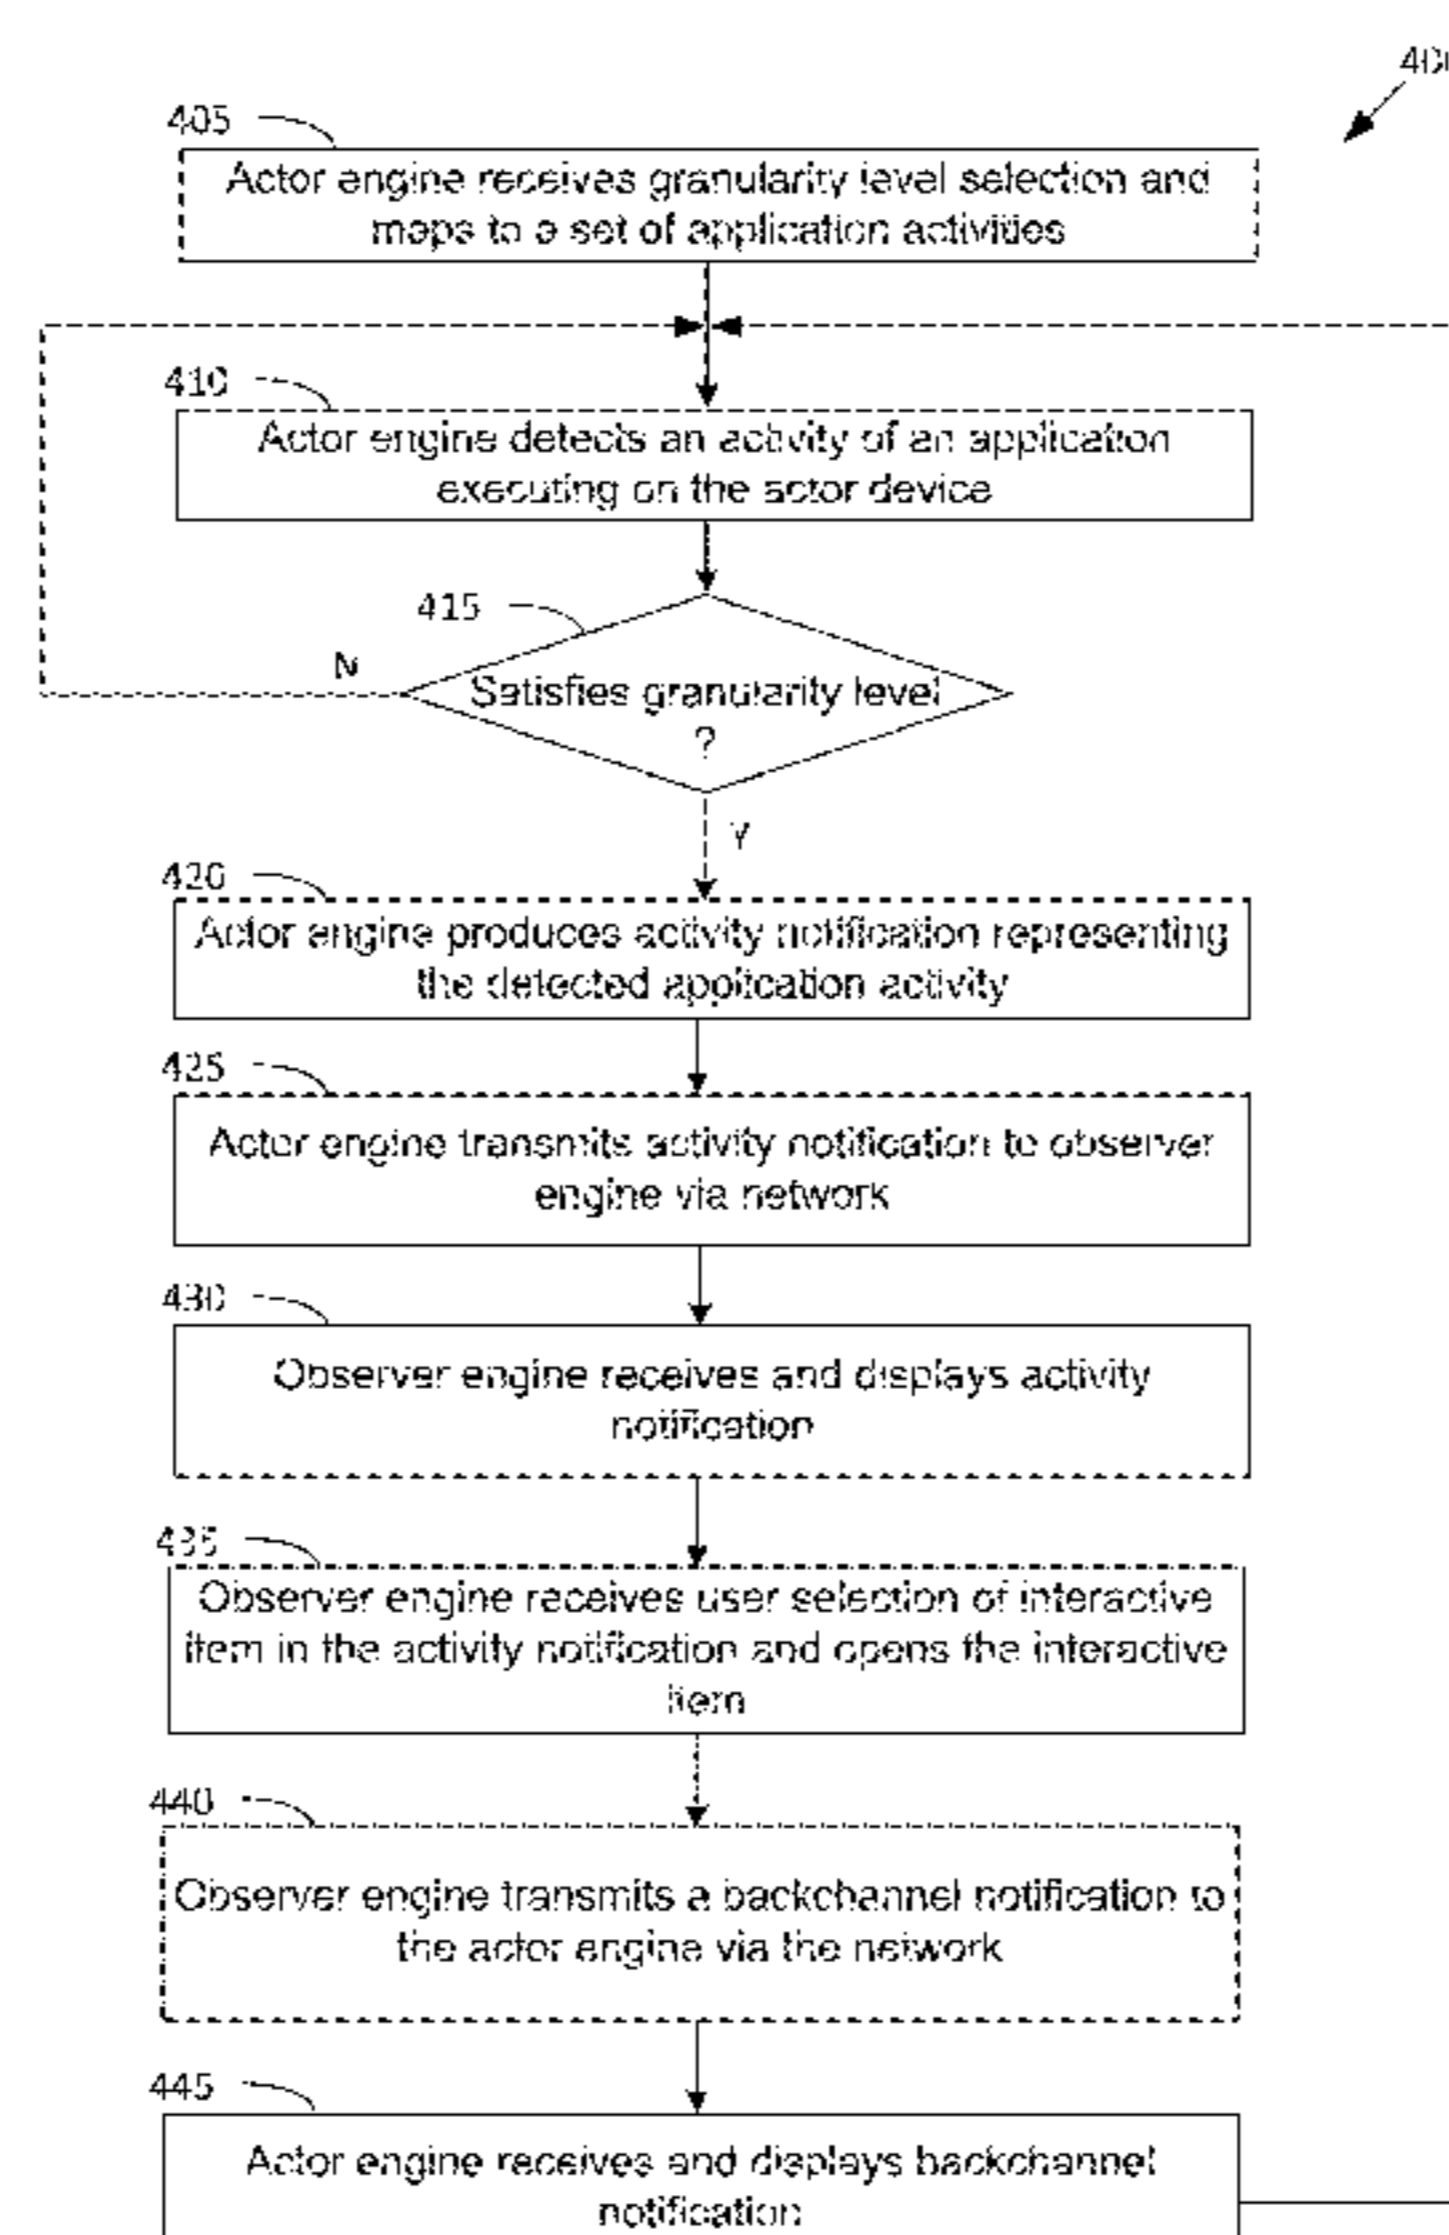 405
Actor engine receives granularity level selection and
maps to a set of application activities
410
Actor engine detects an activity of an application
executing on the actor device
415
N
Satisfies granularity level
?
Y
420
Actor engine produces activity notification representing
the detected application activity
425
Actor engine transmits activity notification to observer
engine via network
430
Observer engine receives and displays activity
notification
435
Observer engine receives user selection of interactive
item in the activity notification and opens the interactive
item
440
Observer engine transmits a backchannel notification to
the actor engine via the network
445
Actor engine receives and displays backchannel
notification